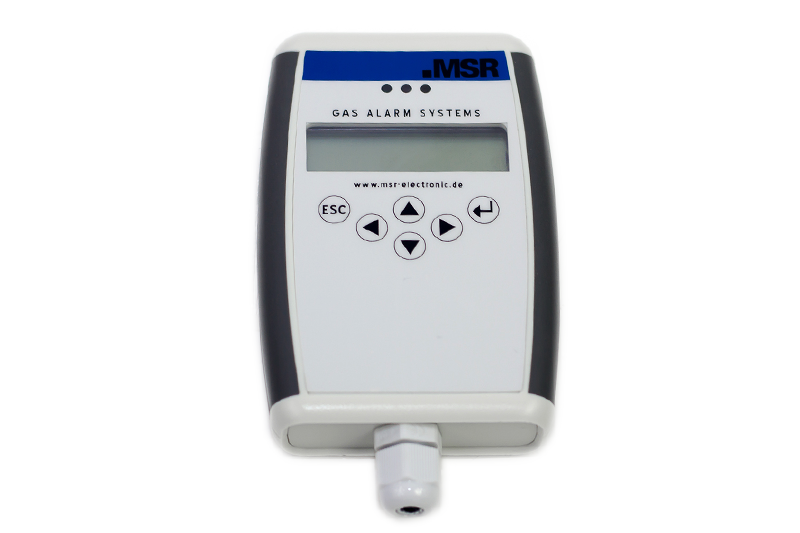 .MSR
GAS ALARM SYSTEMS
www.msr-electronic.de
ESC